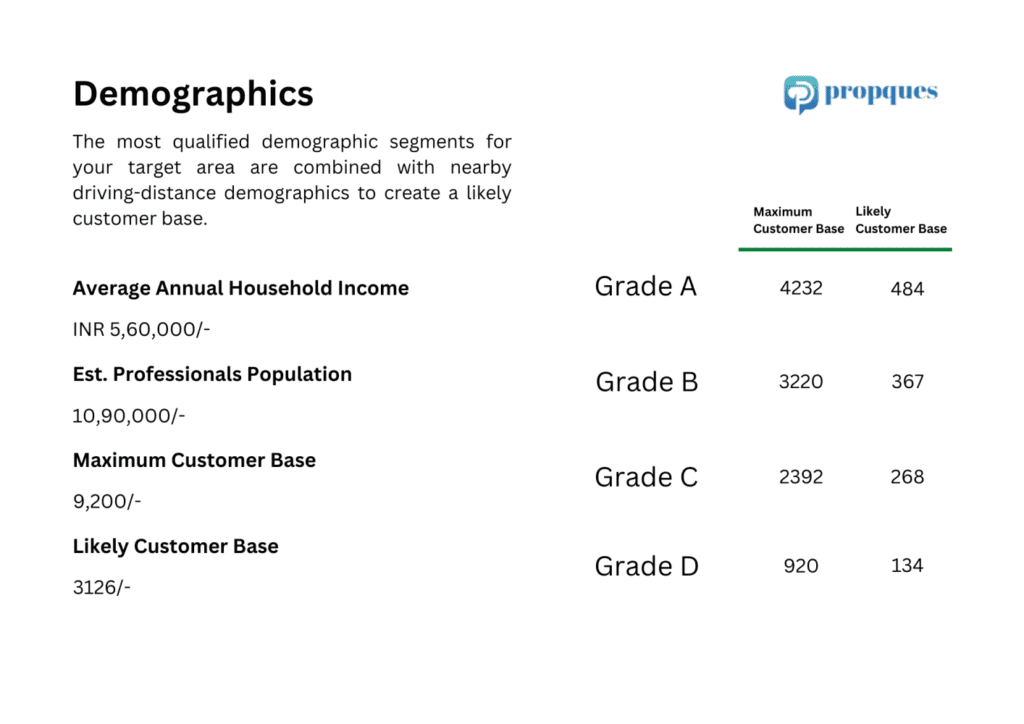 Demographics
propques
The most qualified demographic segments for
your target area are combined with nearby
driving-distance demographics to create a likely
customer base.
Maximum Customer Base
Likely Customer Base
Average Annual Household Income
INR 5,60,000/-
Est. Professionals Population
10,90,000/-
Maximum Customer Base
9,200/-
Likely Customer Base
3126/-
Grade A 4232 484
Grade B 3220 367
Grade C 2392 268
Grade D 920 134